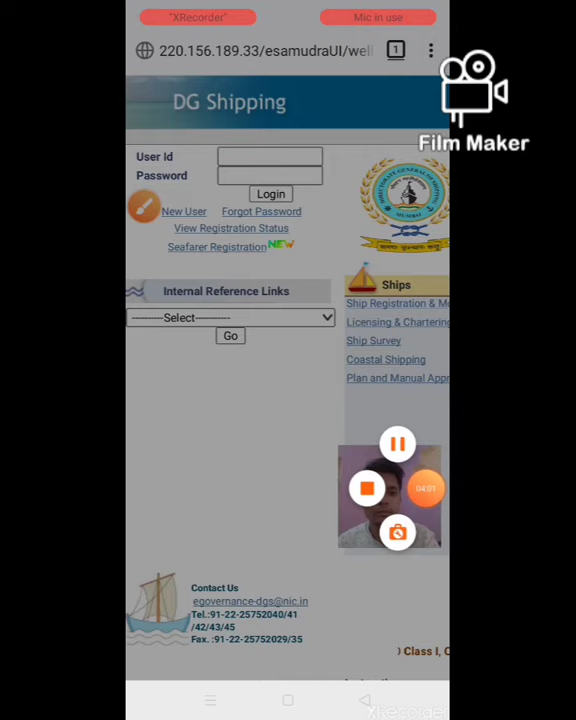 "XRecorder"
Mic in use
220.156.189.33/esamudraUI/wel
1
Film Maker
DG Shipping
User Id
Password
Login
New User
Forgot Password
View Registration Status
Seafarer Registration NEW
Internal Reference Links
----------Select----------
Go
Ships
Ship Registration & M
Licensing & Chartering
Ship Survey
Coastal Shipping
Plan and Manual Appr
04:01
Contact Us
egovernance-dgs@nic.in
Tel.:91-22-25752040/41
/42/43/45
Fax. :91-22-25752029/35
) Class I, C
XRecorder